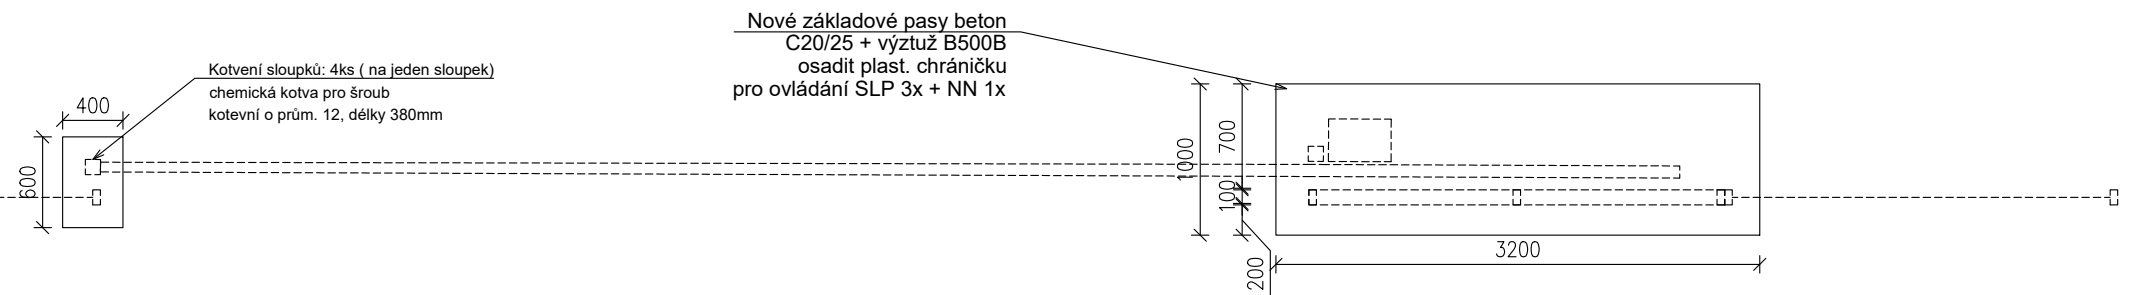 Nové základové pasy beton
C20/25 + výztuž B500B
osadit plast. chráničku
pro ovládání SLP 3x + NN 1x
Kotvení sloupků: 4ks ( na jeden sloupek)
chemická kotva pro šroub
kotevní o prům. 12, délky 380mm
400
600
1000
700
100
200
3200